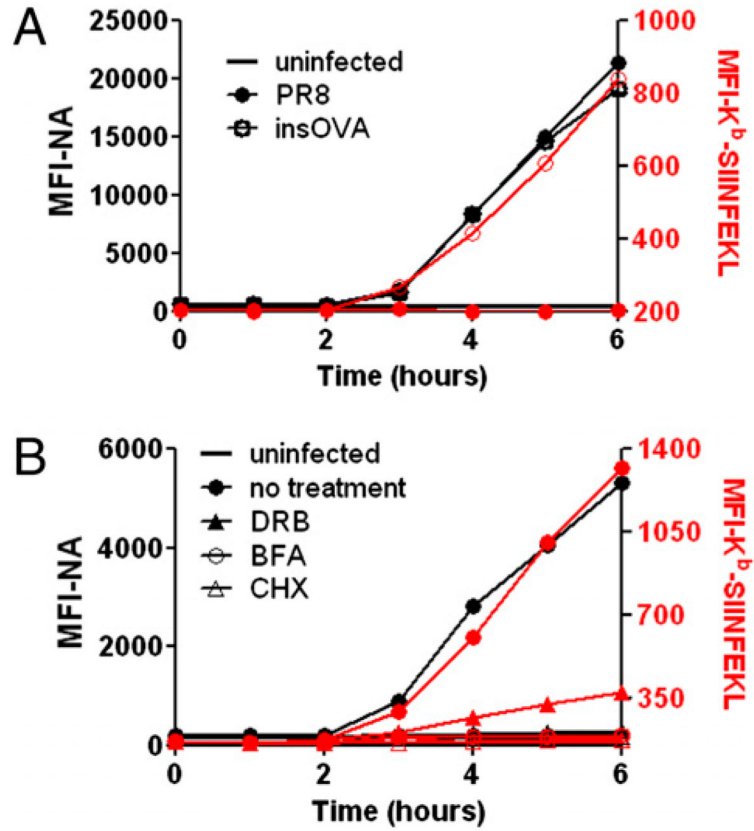 A
25000
20000
15000
10000
5000
0
MFI-NA
uninfected
PR8
insOVA
1000
800
600
400
200
MFI-Kᵇ-SIINFEKL
0 2 4 6
Time (hours)
B
6000
4000
2000
0
MFI-NA
uninfected
no treatment
DRB
BFA
CHX
1400
1050
700
350
MFI-Kᵇ-SIINFEKL
0 2 4 6
Time (hours)